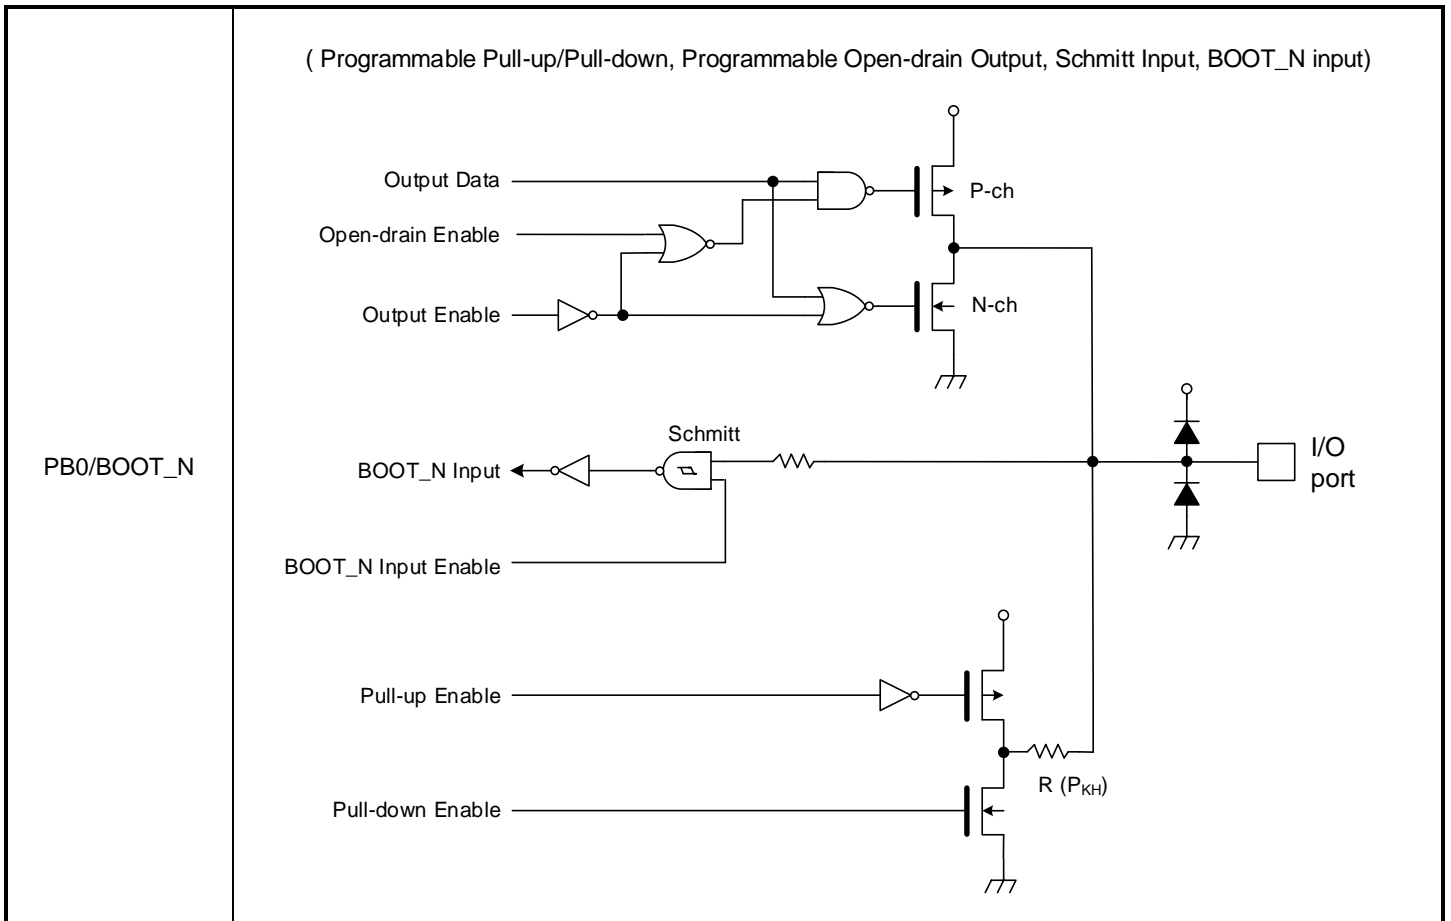 ( Programmable Pull-up/Pull-down, Programmable Open-drain Output, Schmitt Input, BOOT_N input)
Output Data
P-ch
Open-drain Enable
Output Enable
N-ch
Schmitt
PB0/BOOT_N
BOOT_N Input
I/O
port
BOOT_N Input Enable
Pull-up Enable
R (PKH)
Pull-down Enable